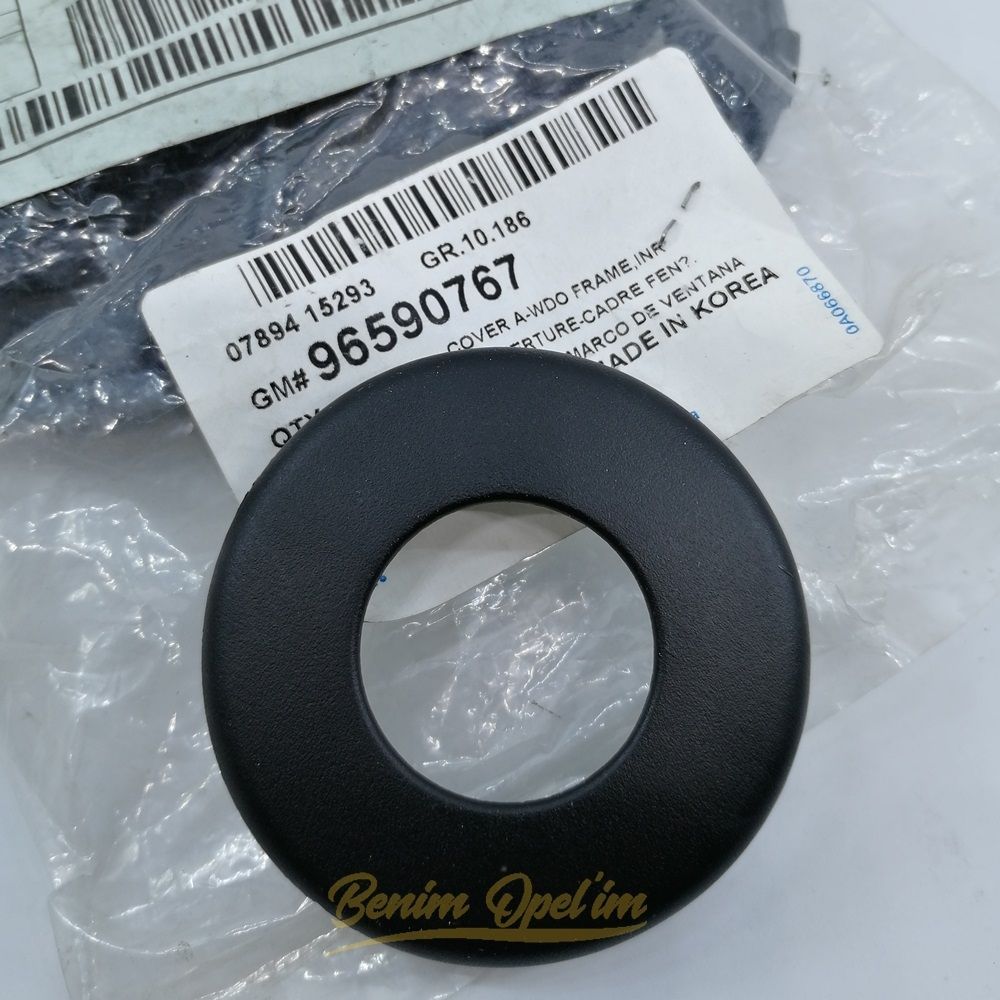 07894 15293
GR.10.186
GM# 96590767
COVER A-WDO FRAME,INR
ERTURE-CADRE FEN?.
MARCO DE VENTANA
ADE IN KOREA
QTY
0A066870
Benim Opel'im